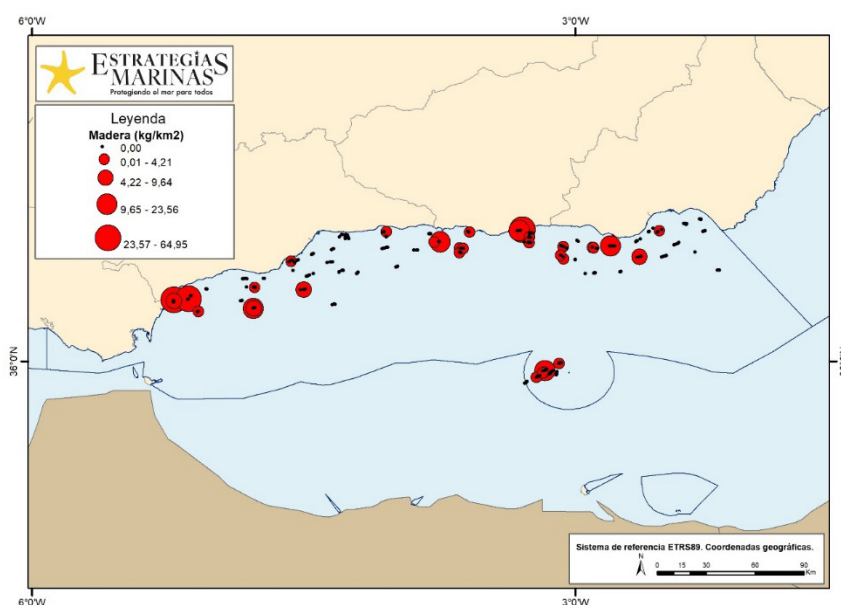 6°0'W
3°0'W
ESTRATEGIAS
MARINAS
Protegiendo el mar para todos
Leyenda
Madera (kg/km2)
0,00
0,01 - 4,21
4,22 - 9,64
9,65 - 23,56
23,57 - 64,95
36°0'N
Sistema de referencia ETRS89. Coordenadas geográficas.
N
0 15 30 60 90
Km
6°0'W
3°0'W